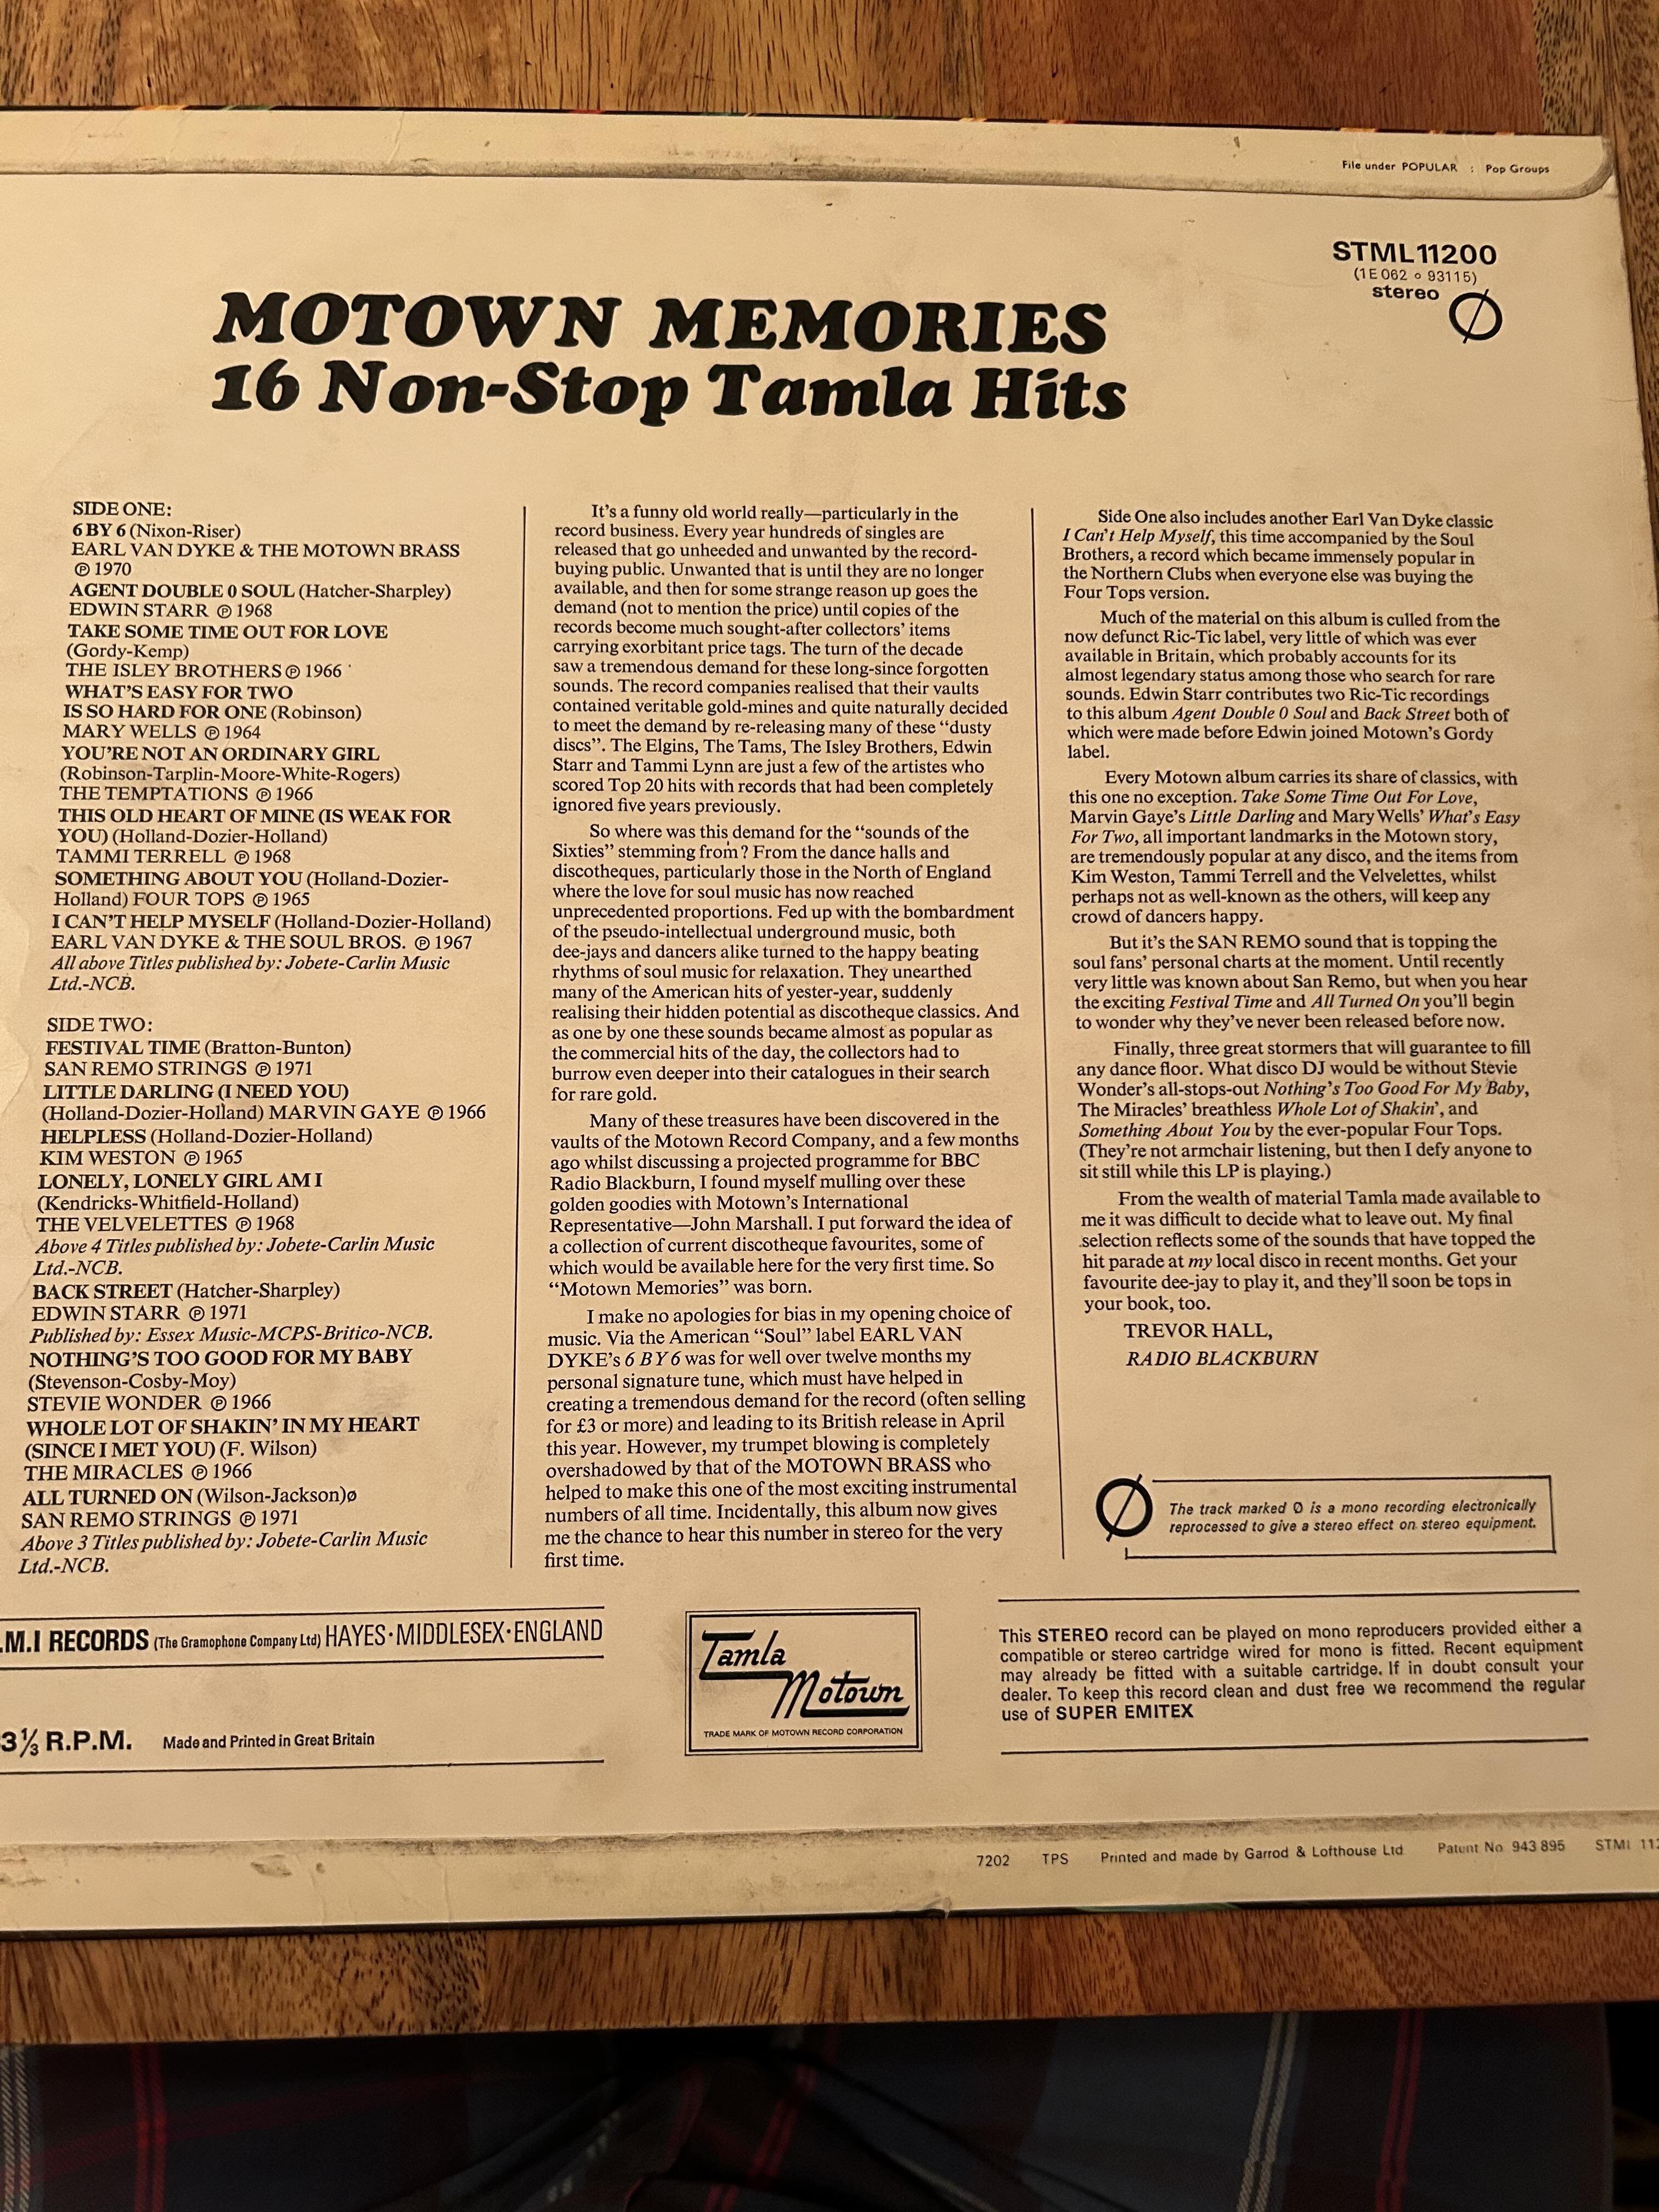 File under POPULAR : Pop Groups
STML 11200
(1E 062 o 93115)
stereo
MOTOWN MEMORIES
16 Non-Stop Tamla Hits
SIDE ONE:
6 BY 6 (Nixon-Riser)
EARL VAN DYKE & THE MOTOWN BRASS
℗ 1970
AGENT DOUBLE 0 SOUL (Hatcher-Sharpley)
EDWIN STARR ℗ 1968
TAKE SOME TIME OUT FOR LOVE
(Gordy-Kemp)
THE ISLEY BROTHERS ℗ 1966
WHAT'S EASY FOR TWO
IS SO HARD FOR ONE (Robinson)
MARY WELLS ℗ 1964
YOU'RE NOT AN ORDINARY GIRL
(Robinson-Tarplin-Moore-White-Rogers)
THE TEMPTATIONS ℗ 1966
THIS OLD HEART OF MINE (IS WEAK FOR
YOU) (Holland-Dozier-Holland)
TAMMI TERRELL ℗ 1968
SOMETHING ABOUT YOU (Holland-Dozier-
Holland) FOUR TOPS ℗ 1965
I CAN'T HELP MYSELF (Holland-Dozier-Holland)
EARL VAN DYKE & THE SOUL BROS. ℗ 1967
All above Titles published by: Jobete-Carlin Music
Ltd.-NCB.
SIDE TWO:
FESTIVAL TIME (Bratton-Bunton)
SAN REMO STRINGS ℗ 1971
LITTLE DARLING (I NEED YOU)
(Holland-Dozier-Holland) MARVIN GAYE ℗ 1966
HELPLESS (Holland-Dozier-Holland)
KIM WESTON ℗ 1965
LONELY, LONELY GIRL AM I
(Kendricks-Whitfield-Holland)
THE VELVELETTES ℗ 1968
Above 4 Titles published by: Jobete-Carlin Music
Ltd.-NCB.
BACK STREET (Hatcher-Sharpley)
EDWIN STARR ℗ 1971
Published by: Essex Music-MCPS-Britico-NCB.
NOTHING'S TOO GOOD FOR MY BABY
(Stevenson-Cosby-Moy)
STEVIE WONDER ℗ 1966
WHOLE LOT OF SHAKIN' IN MY HEART
(SINCE I MET YOU) (F. Wilson)
THE MIRACLES ℗ 1966
ALL TURNED ON (Wilson-Jackson)ø
SAN REMO STRINGS ℗ 1971
Above 3 Titles published by: Jobete-Carlin Music
Ltd.-NCB.
It's a funny old world really—particularly in the
record business. Every year hundreds of singles are
released that go unheeded and unwanted by the record-
buying public. Unwanted that is until they are no longer
available, and then for some strange reason up goes the
demand (not to mention the price) until copies of the
records become much sought-after collectors' items
carrying exorbitant price tags. The turn of the decade
saw a tremendous demand for these long-since forgotten
sounds. The record companies realised that their vaults
contained veritable gold-mines and quite naturally decided
to meet the demand by re-releasing many of these “dusty
discs”. The Elgins, The Tams, The Isley Brothers, Edwin
Starr and Tammi Lynn are just a few of the artistes who
scored Top 20 hits with records that had been completely
ignored five years previously.
So where was this demand for the “sounds of the
Sixties” stemming from? From the dance halls and
discotheques, particularly those in the North of England
where the love for soul music has now reached
unprecedented proportions. Fed up with the bombardment
of the pseudo-intellectual underground music, both
dee-jays and dancers alike turned to the happy beating
rhythms of soul music for relaxation. They unearthed
many of the American hits of yester-year, suddenly
realising their hidden potential as discotheque classics. And
as one by one these sounds became almost as popular as
the commercial hits of the day, the collectors had to
burrow even deeper into their catalogues in their search
for rare gold.
Many of these treasures have been discovered in the
vaults of the Motown Record Company, and a few months
ago whilst discussing a projected programme for BBC
Radio Blackburn, I found myself mulling over these
golden goodies with Motown's International
Representative—John Marshall. I put forward the idea of
a collection of current discotheque favourites, some of
which would be available here for the very first time. So
“Motown Memories” was born.
I make no apologies for bias in my opening choice of
music. Via the American “Soul” label EARL VAN
DYKE's 6 BY 6 was for well over twelve months my
personal signature tune, which must have helped in
creating a tremendous demand for the record (often selling
for £3 or more) and leading to its British release in April
this year. However, my trumpet blowing is completely
overshadowed by that of the MOTOWN BRASS who
helped to make this one of the most exciting instrumental
numbers of all time. Incidentally, this album now gives
me the chance to hear this number in stereo for the very
first time.
Side One also includes another Earl Van Dyke classic
I Can't Help Myself, this time accompanied by the Soul
Brothers, a record which became immensely popular in
the Northern Clubs when everyone else was buying the
Four Tops version.
Much of the material on this album is culled from the
now defunct Ric-Tic label, very little of which was ever
available in Britain, which probably accounts for its
almost legendary status among those who search for rare
sounds. Edwin Starr contributes two Ric-Tic recordings
to this album Agent Double 0 Soul and Back Street both of
which were made before Edwin joined Motown's Gordy
label.
Every Motown album carries its share of classics, with
this one no exception. Take Some Time Out For Love,
Marvin Gaye's Little Darling and Mary Wells' What's Easy
For Two, all important landmarks in the Motown story,
are tremendously popular at any disco, and the items from
Kim Weston, Tammi Terrell and the Velvelettes, whilst
perhaps not as well-known as the others, will keep any
crowd of dancers happy.
But it's the SAN REMO sound that is topping the
soul fans' personal charts at the moment. Until recently
very little was known about San Remo, but when you hear
the exciting Festival Time and All Turned On you'll begin
to wonder why they've never been released before now.
Finally, three great stormers that will guarantee to fill
any dance floor. What disco DJ would be without Stevie
Wonder's all-stops-out Nothing's Too Good For My Baby,
The Miracles' breathless Whole Lot of Shakin', and
Something About You by the ever-popular Four Tops.
(They're not armchair listening, but then I defy anyone to
sit still while this LP is playing.)
From the wealth of material Tamla made available to
me it was difficult to decide what to leave out. My final
selection reflects some of the sounds that have topped the
hit parade at my local disco in recent months. Get your
favourite dee-jay to play it, and they'll soon be tops in
your book, too.
TREVOR HALL,
RADIO BLACKBURN
The track marked Ø is a mono recording electronically
reprocessed to give a stereo effect on stereo equipment.
.M.I RECORDS (The Gramophone Company Ltd) HAYES·MIDDLESEX·ENGLAND
3⅓ R.P.M. Made and Printed in Great Britain
Tamla
Motown
TRADE MARK OF MOTOWN RECORD CORPORATION
This STEREO record can be played on mono reproducers provided either a
compatible or stereo cartridge wired for mono is fitted. Recent equipment
may already be fitted with a suitable cartridge. If in doubt consult your
dealer. To keep this record clean and dust free we recommend the regular
use of SUPER EMITEX
7202 TPS Printed and made by Garrod & Lofthouse Ltd Patent No 943 895 STML 112